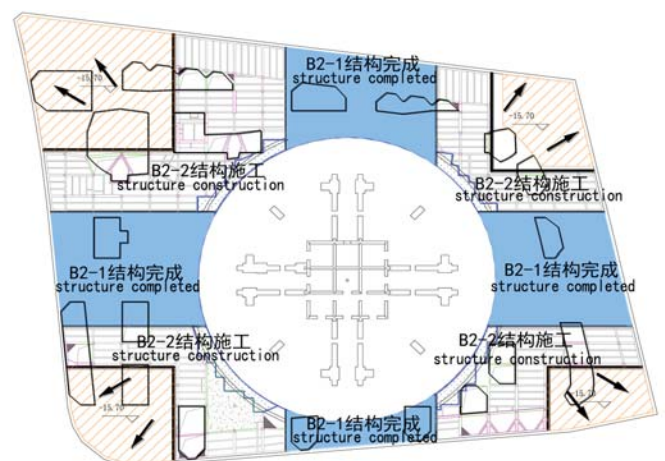 B2-1结构完成
structure completed
-15.70
-15.70
B2-2结构施工
structure construction
B2-2结构施工
structure construction
B2-1结构完成
structure completed
B2-1结构完成
structure completed
B2-2结构施工
structure construction
B2-2结构施工
structure construction
-15.70
-15.70
B2-1结构完成
structure completed